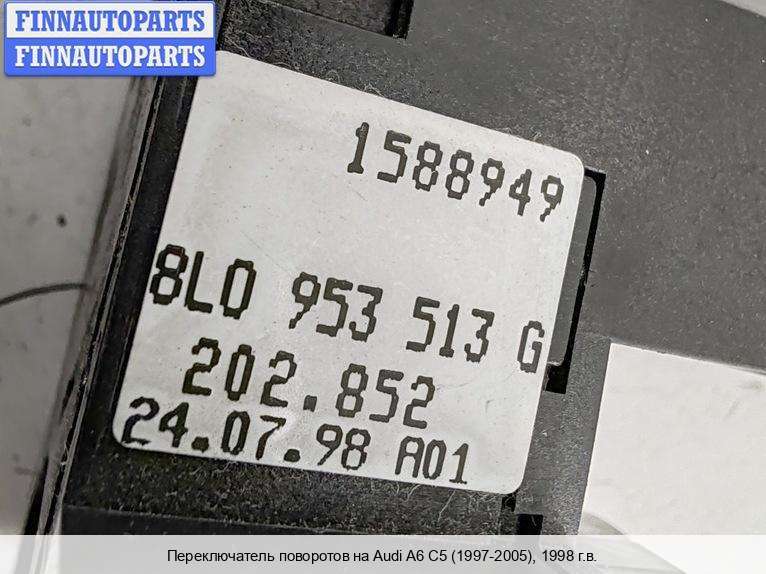 FINNAUTOPARTS
FINNAUTOPARTS
1588949
8L0 953 513 G
202.852
24.07.98 A01
Переключатель поворотов на Audi A6 C5 (1997-2005), 1998 г.в.